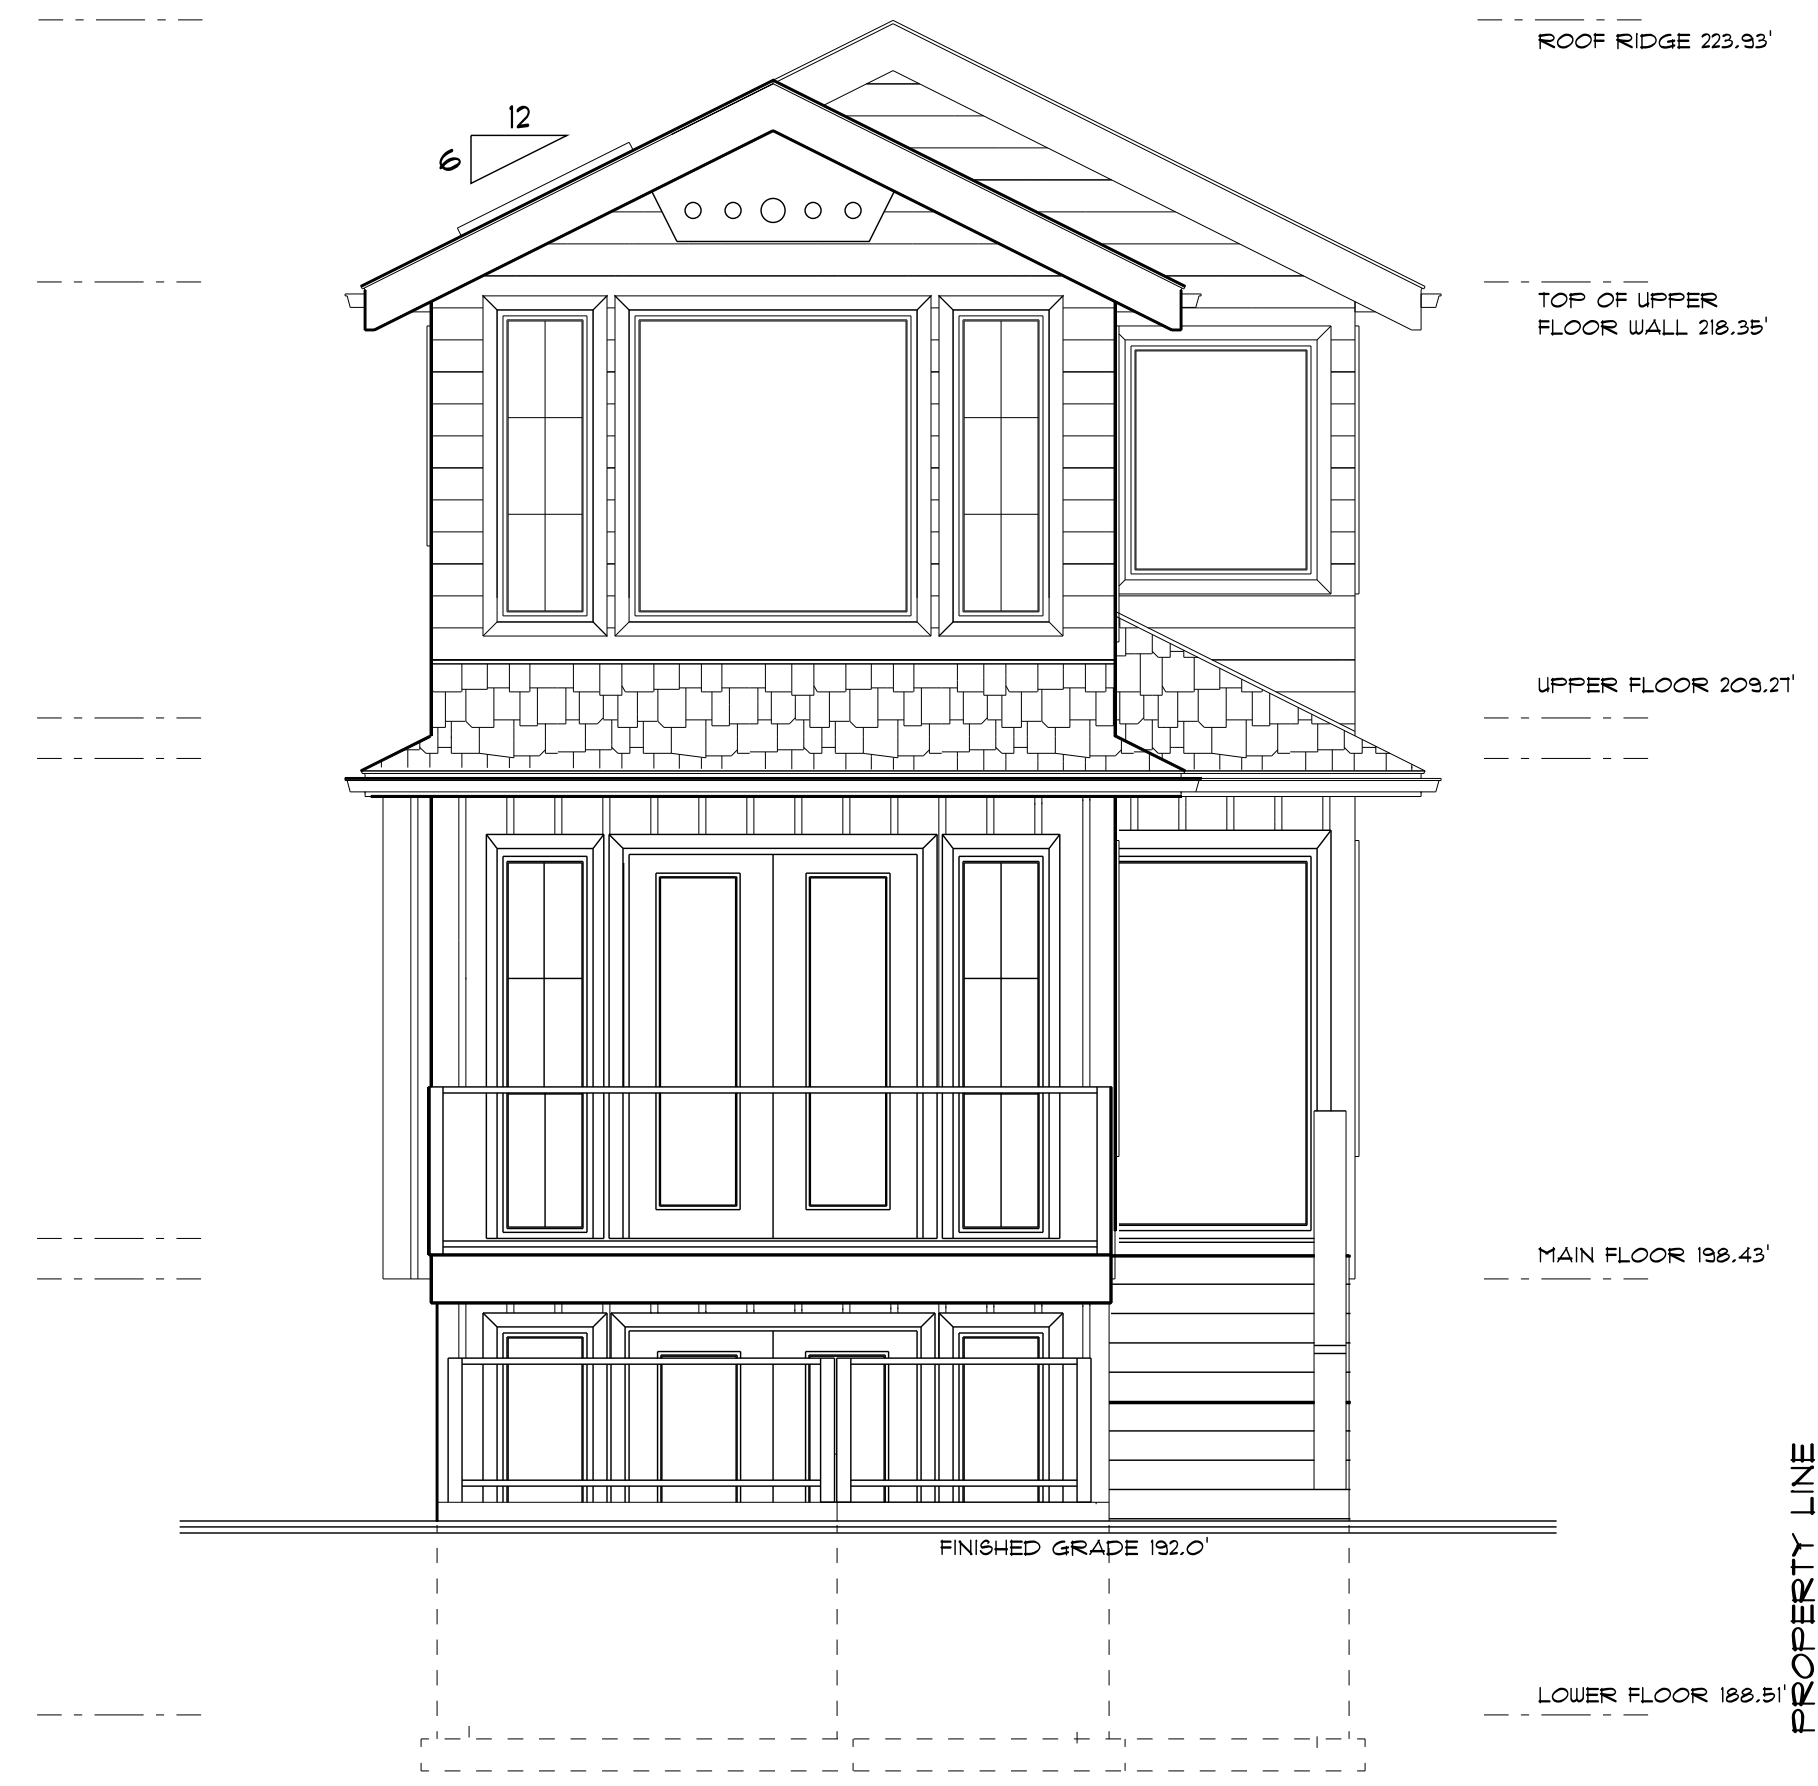 ROOF RIDGE 223.93'
12
6
TOP OF UPPER
FLOOR WALL 218.35'
UPPER FLOOR 209.27'
MAIN FLOOR 198.43'
FINISHED GRADE 192.0'
LOWER FLOOR 188.51'
PROPERTY LINE